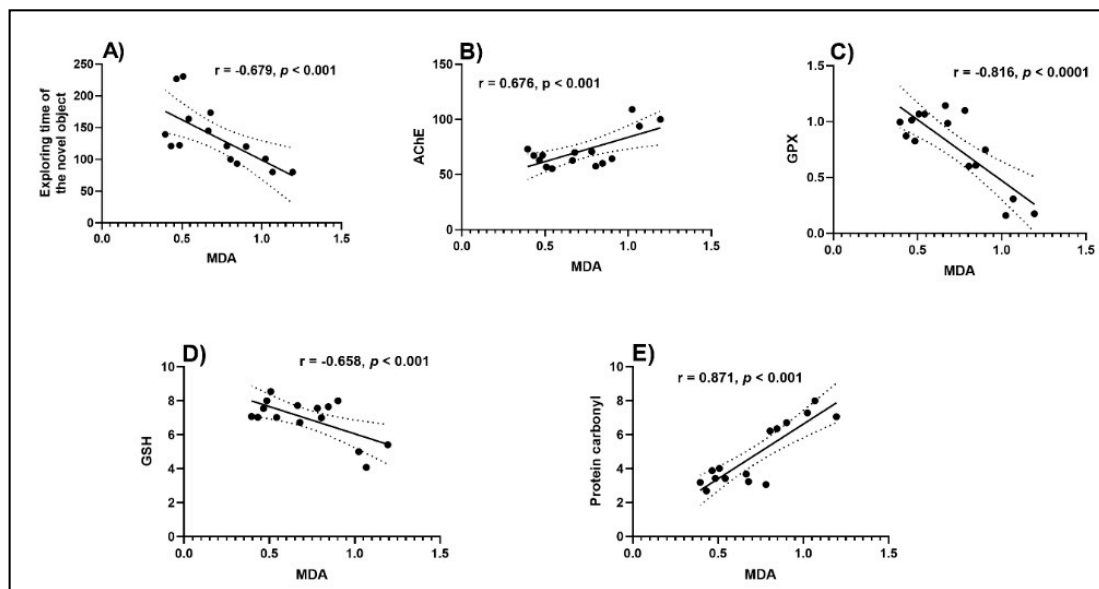 A)
r = -0.679, p < 0.001
250
200
150
100
50
0
Exploring time of
the novel object
0.0 0.5 1.0 1.5
MDA
B)
r = 0.676, p < 0.001
150
100
50
0
AChE
0.0 0.5 1.0 1.5
MDA
C)
r = -0.816, p < 0.0001
1.5
1.0
0.5
0.0
GPX
0.0 0.5 1.0 1.5
MDA
D)
r = -0.658, p < 0.001
10
8
6
4
2
0
GSH
0.0 0.5 1.0 1.5
MDA
E)
r = 0.871, p < 0.001
10
8
6
4
2
0
Protein carbonyl
0.0 0.5 1.0 1.5
MDA